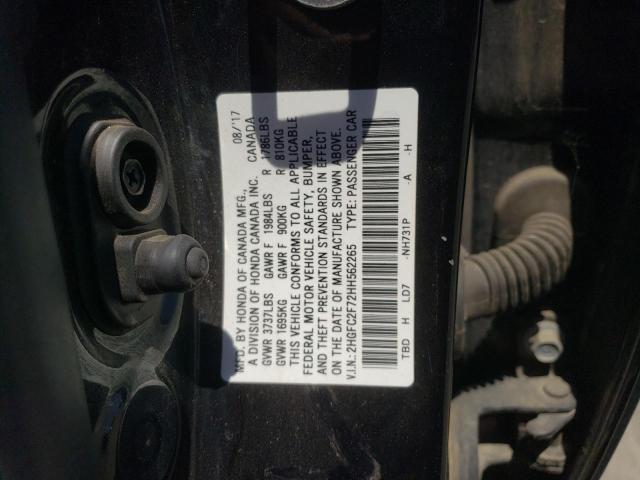 MFD. BY HONDA OF CANADA MFG., 08/'17
A DIVISION OF HONDA CANADA INC. CANADA
GVWR 3737LBS GAWR F 1984LBS R 1786LBS
GVWR 1695KG GAWR F 900KG R 810KG
THIS VEHICLE CONFORMS TO ALL APPLICABLE
FEDERAL MOTOR VEHICLE SAFETY, BUMPER,
AND THEFT PREVENTION STANDARDS IN EFFECT
ON THE DATE OF MANUFACTURE SHOWN ABOVE.
V.I.N.:2HGFC2F72HH562265 TYPE: PASSENGER CAR
TBD H LD7 -NH731P -A -H